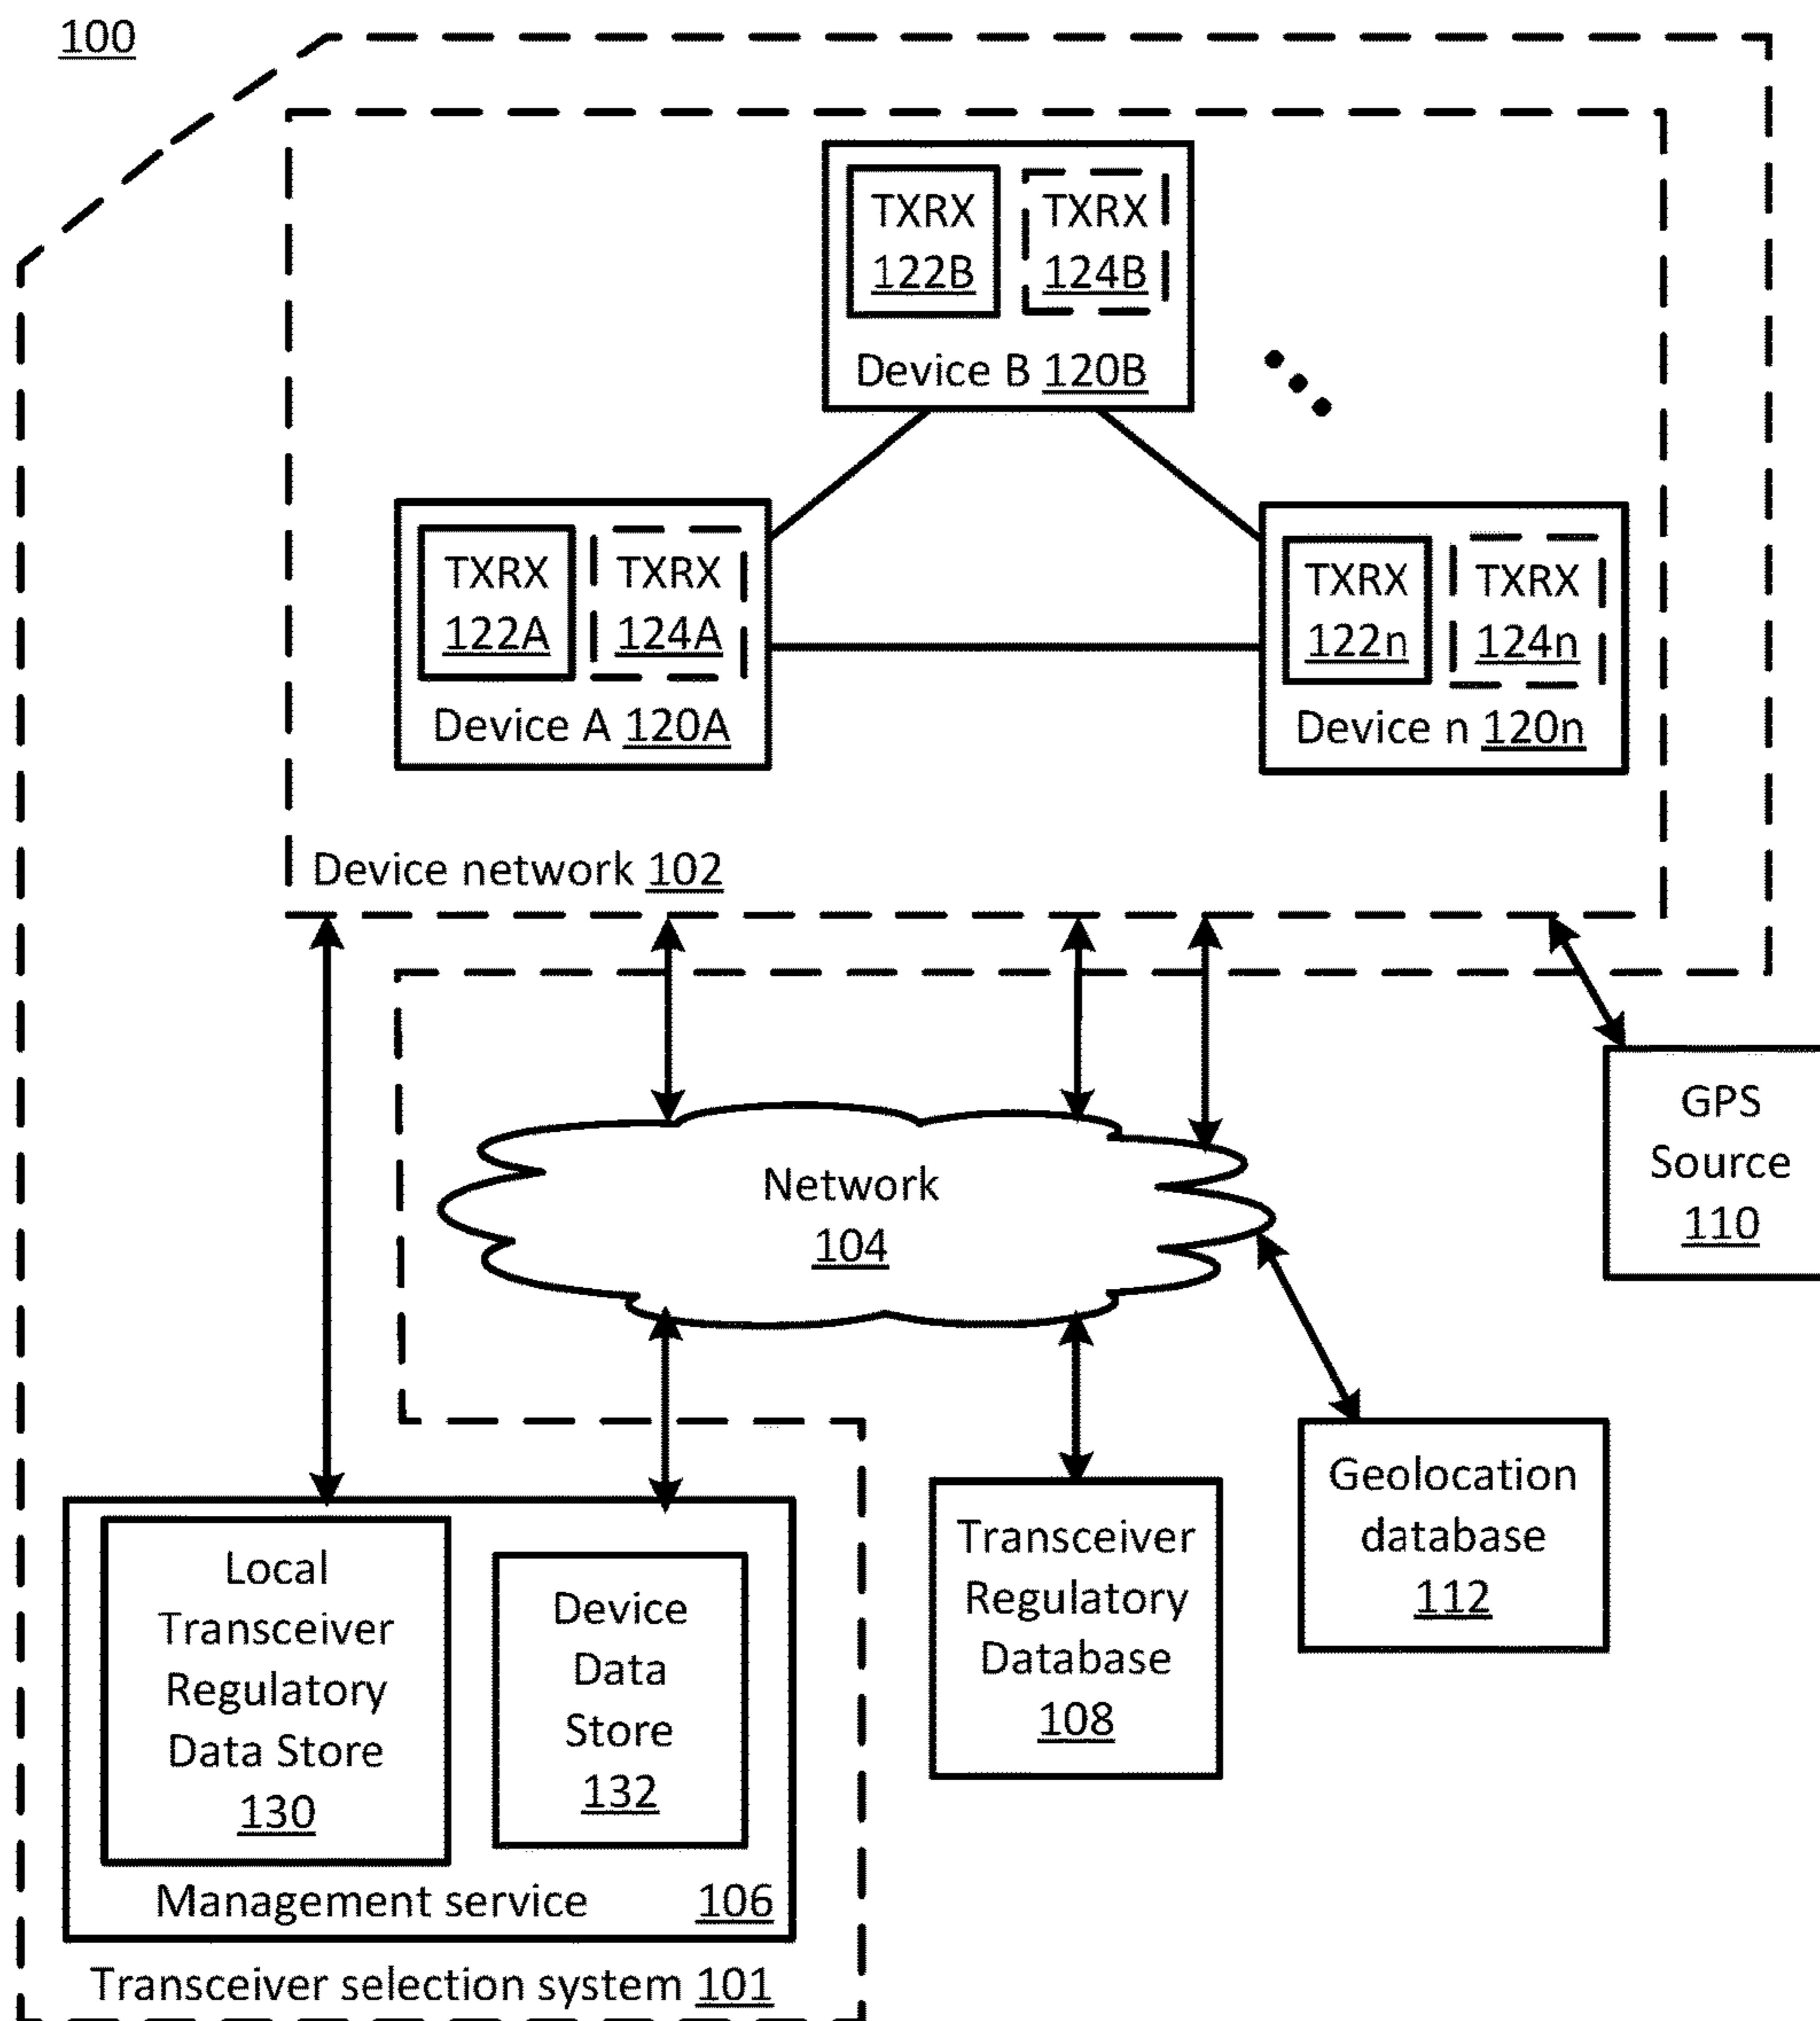 100
TXRX
122B
TXRX
124B
Device B 120B
TXRX
122A
TXRX
124A
Device A 120A
TXRX
122n
TXRX
124n
Device n 120n
Device network 102
Network
104
GPS
Source
110
Geolocation
database
112
Transceiver
Regulatory
Database
108
Local
Transceiver
Regulatory
Data Store
130
Device
Data
Store
132
Management service 106
Transceiver selection system 101